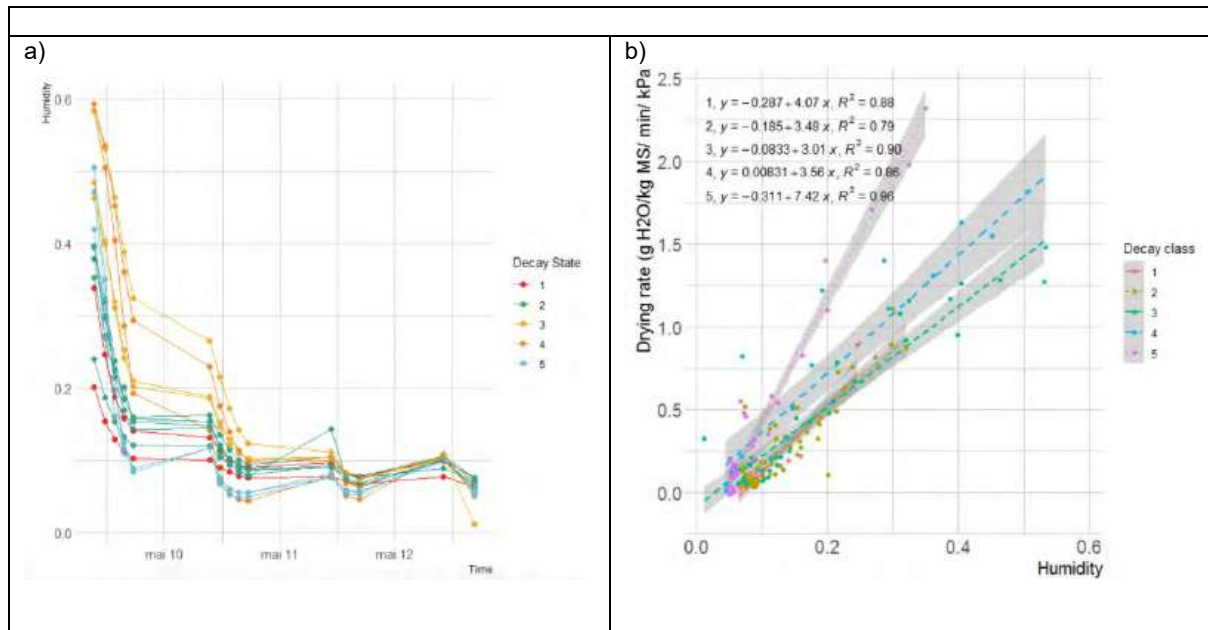 a)
Humidity
0.6
0.4
0.2
0.0
mai 10
mai 11
mai 12
Time
Decay State
1
2
3
4
5
b)
Drying rate (g H2O/kg MS/ min/ kPa
2.5
2.0
1.5
1.0
0.5
0.0
1, y = −0.287 + 4.07 x, R² = 0.88
2, y = −0.185 + 3.48 x, R² = 0.79
3, y = −0.0833 + 3.01 x, R² = 0.90
4, y = 0.00831 + 3.56 x, R² = 0.86
5, y = −0.311 + 7.42 x, R² = 0.96
0.0
0.2
0.4
0.6
Humidity
Decay class
1
2
3
4
5